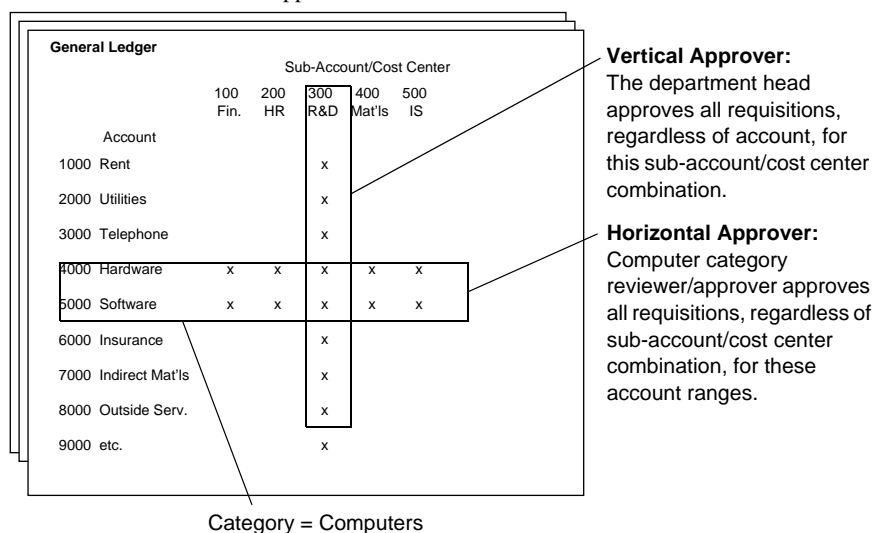 General Ledger
Sub-Account/Cost Center
100 200 300 400 500
Fin. HR R&D Mat'ls IS
Account
1000 Rent x
2000 Utilities x
3000 Telephone x
4000 Hardware x x x x x
5000 Software x x x x x
6000 Insurance x
7000 Indirect Mat'ls x
8000 Outside Serv. x
9000 etc. x
Category = Computers
Vertical Approver:
The department head
approves all requisitions,
regardless of account, for
this sub-account/cost center
combination.
Horizontal Approver:
Computer category
reviewer/approver approves
all requisitions, regardless of
sub-account/cost center
combination, for these
account ranges.